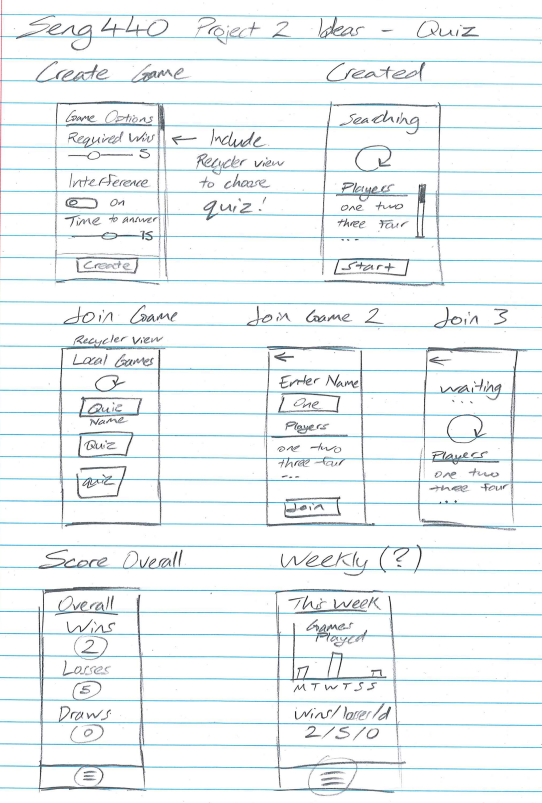 Seng 440 Project 2 Ideas - Quiz
Create Game
Game Options
Required Wins
5
Interference
on
Time to answer
15
Create
← Include
Recycler view
to choose
quiz!
Created
Searching
Players
one two
three four
...
Start
Join Game
Recycler view
Local Games
Quiz
Name
Quiz
quiz
Join Game 2
←
Enter Name
One
Players
one two
three four
...
Join
Join 3
←
waiting
...
Players
one two
three four
...
Score Overall
Overall
Wins
2
Losses
5
Draws
0
Weekly (?)
This Week
Games
Played
M T W T S S
Wins/loses/d
2/5/0